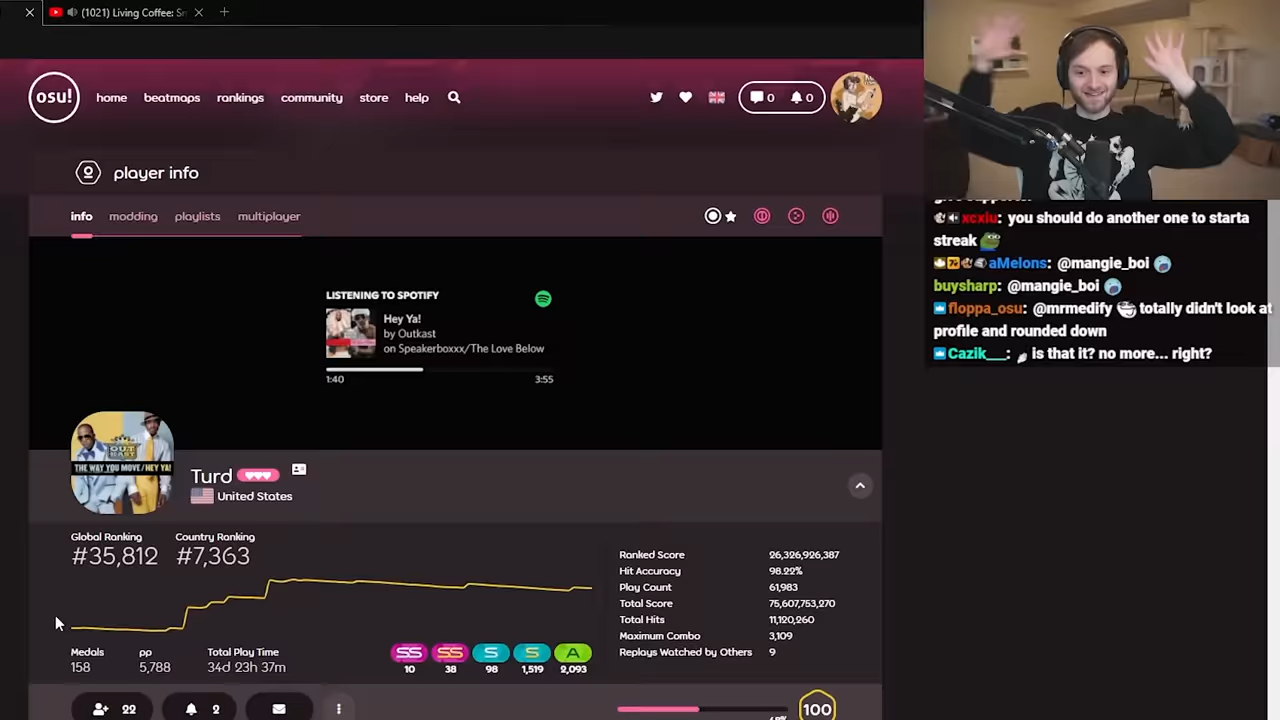 (1021) Living Coffee: Sm
osu!
home beatmaps rankings community store help
0 0
player info
info modding playlists multiplayer
LISTENING TO SPOTIFY
Hey Ya!
by Outkast
on Speakerboxxx/The Love Below
1:40 3:55
OUTKAST
THE WAY YOU MOVE/HEY YA!
Turd
United States
Global Ranking Country Ranking
#35,812 #7,363
Ranked Score 26,326,926,387
Hit Accuracy 98.22%
Play Count 61,983
Total Score 75,607,753,270
Total Hits 11,120,260
Maximum Combo 3,109
Replays Watched by Others 9
Medals pp Total Play Time
158 5,788 34d 23h 37m
SS SS S S A
10 38 98 1,519 2,093
22 2
100
xcxlu: you should do another one to starta
streak
aMelons: @mangie_boi
buysharp: @mangie_boi
floppa_osu: @mrmedify totally didn't look at
profile and rounded down
Cazik___: is that it? no more... right?